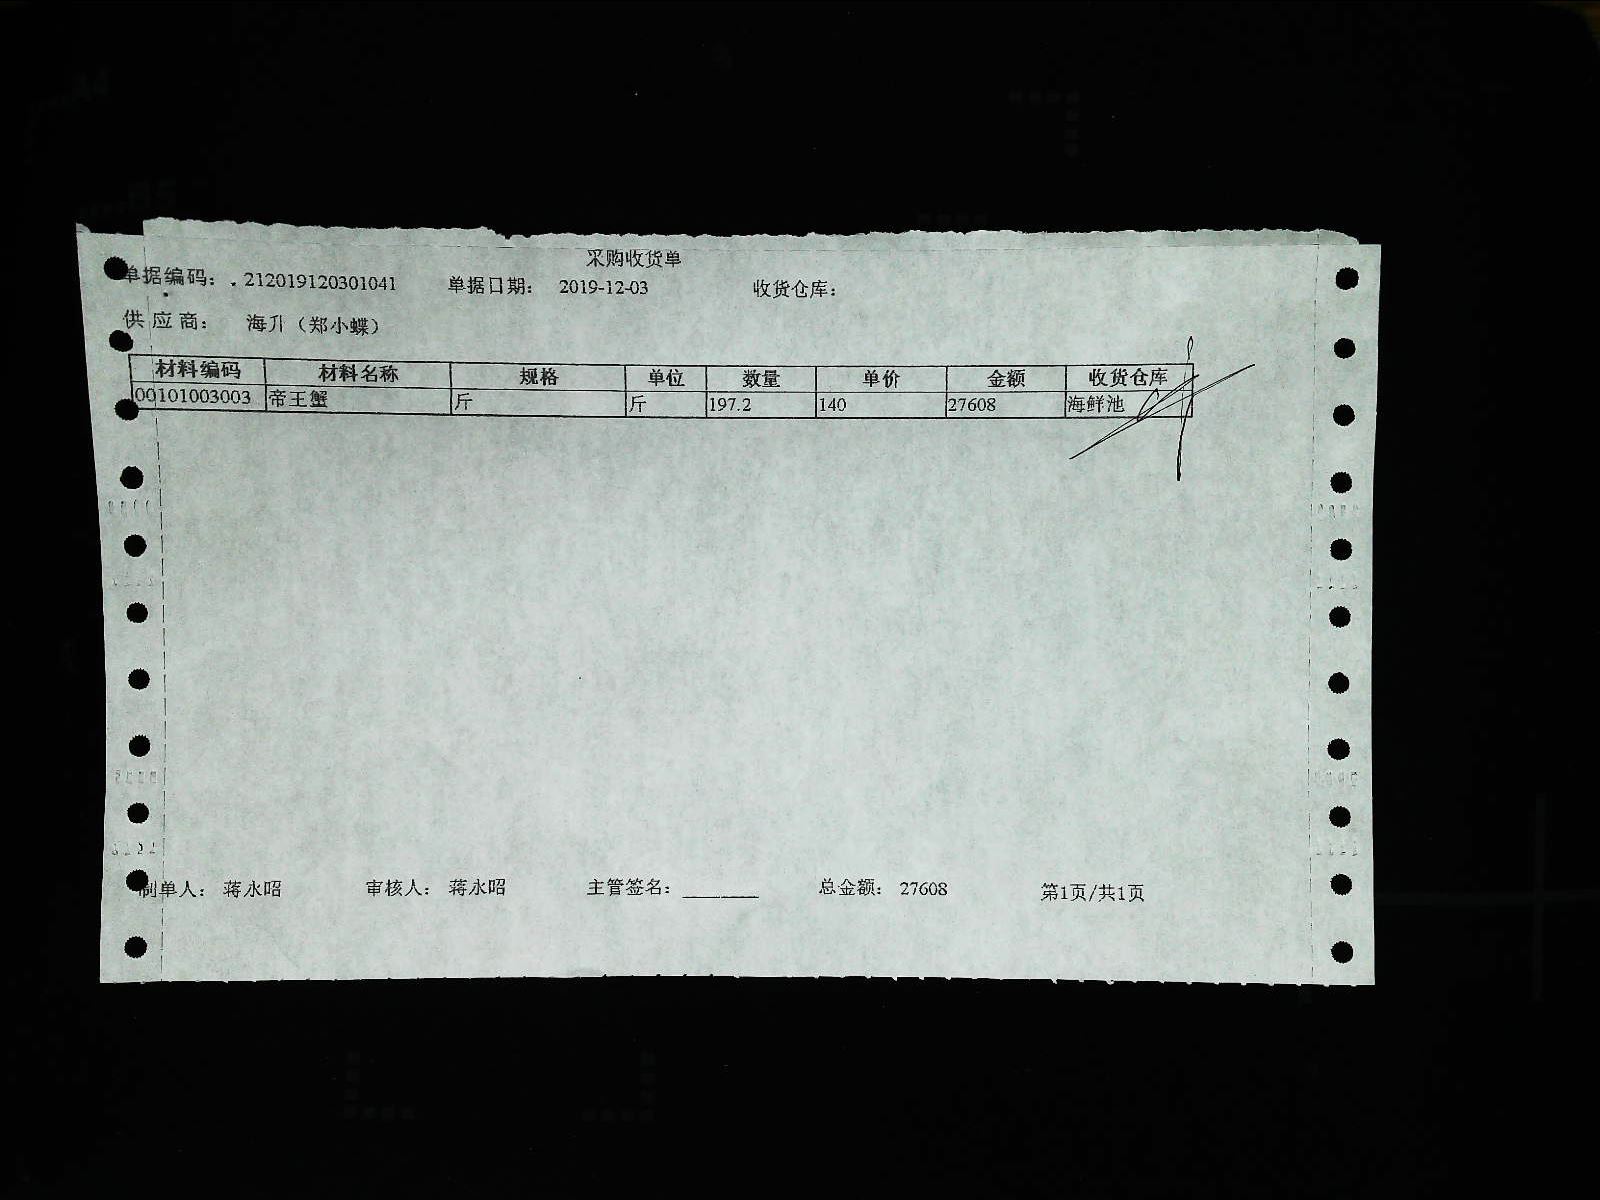 采购收货单
单据编码： 212019120301041 单据日期： 2019-12-03 收货仓库：
供应商： 海升（郑小蝶）
材料编码 材料名称 规格 单位 数量 单价 金额 收货仓库
00101003003 帝王蟹 斤 斤 197.2 140 27608 海鲜池
制单人： 蒋永昭 审核人： 蒋永昭 主管签名： ________ 总金额： 27608 第1页/共1页